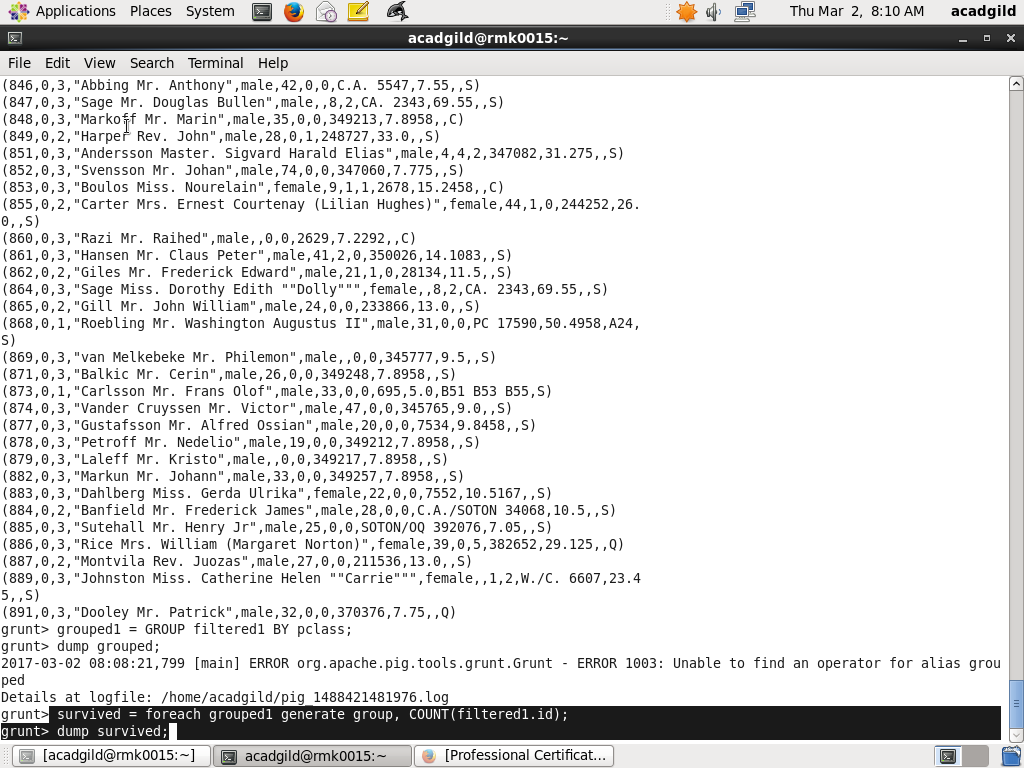 Applications Places System Thu Mar 2, 8:10 AM acadgild
acadgild@rmk0015:~
File Edit View Search Terminal Help
(846,0,3,"Abbing Mr. Anthony",male,42,0,0,C.A. 5547,7.55,,S)
(847,0,3,"Sage Mr. Douglas Bullen",male,,8,2,CA. 2343,69.55,,S)
(848,0,3,"Markoff Mr. Marin",male,35,0,0,349213,7.8958,,C)
(849,0,2,"Harper Rev. John",male,28,0,1,248727,33.0,,S)
(851,0,3,"Andersson Master. Sigvard Harald Elias",male,4,4,2,347082,31.275,,S)
(852,0,3,"Svensson Mr. Johan",male,74,0,0,347060,7.775,,S)
(853,0,3,"Boulos Miss. Nourelain",female,9,1,1,2678,15.2458,,C)
(855,0,2,"Carter Mrs. Ernest Courtenay (Lilian Hughes)",female,44,1,0,244252,26.
0,,S)
(860,0,3,"Razi Mr. Raihed",male,,0,0,2629,7.2292,,C)
(861,0,3,"Hansen Mr. Claus Peter",male,41,2,0,350026,14.1083,,S)
(862,0,2,"Giles Mr. Frederick Edward",male,21,1,0,28134,11.5,,S)
(864,0,3,"Sage Miss. Dorothy Edith ""Dolly""",female,,8,2,CA. 2343,69.55,,S)
(865,0,2,"Gill Mr. John William",male,24,0,0,233866,13.0,,S)
(868,0,1,"Roebling Mr. Washington Augustus II",male,31,0,0,PC 17590,50.4958,A24,
S)
(869,0,3,"van Melkebeke Mr. Philemon",male,,0,0,345777,9.5,,S)
(871,0,3,"Balkic Mr. Cerin",male,26,0,0,349248,7.8958,,S)
(873,0,1,"Carlsson Mr. Frans Olof",male,33,0,0,695,5.0,B51 B53 B55,S)
(874,0,3,"Vander Cruyssen Mr. Victor",male,47,0,0,345765,9.0,,S)
(877,0,3,"Gustafsson Mr. Alfred Ossian",male,20,0,0,7534,9.8458,,S)
(878,0,3,"Petroff Mr. Nedelio",male,19,0,0,349212,7.8958,,S)
(879,0,3,"Laleff Mr. Kristo",male,,0,0,349217,7.8958,,S)
(882,0,3,"Markun Mr. Johann",male,33,0,0,349257,7.8958,,S)
(883,0,3,"Dahlberg Miss. Gerda Ulrika",female,22,0,0,7552,10.5167,,S)
(884,0,2,"Banfield Mr. Frederick James",male,28,0,0,C.A./SOTON 34068,10.5,,S)
(885,0,3,"Sutehall Mr. Henry Jr",male,25,0,0,SOTON/OQ 392076,7.05,,S)
(886,0,3,"Rice Mrs. William (Margaret Norton)",female,39,0,5,382652,29.125,,Q)
(887,0,2,"Montvila Rev. Juozas",male,27,0,0,211536,13.0,,S)
(889,0,3,"Johnston Miss. Catherine Helen ""Carrie""",female,,1,2,W./C. 6607,23.4
5,,S)
(891,0,3,"Dooley Mr. Patrick",male,32,0,0,370376,7.75,,Q)
grunt> grouped1 = GROUP filtered1 BY pclass;
grunt> dump grouped;
2017-03-02 08:08:21,799 [main] ERROR org.apache.pig.tools.grunt.Grunt - ERROR 1003: Unable to find an operator for alias grou
ped
Details at logfile: /home/acadgild/pig_1488421481976.log
grunt> survived = foreach grouped1 generate group, COUNT(filtered1.id);
grunt> dump survived;
[acadgild@rmk0015:~] acadgild@rmk0015:~ [Professional Certificat...